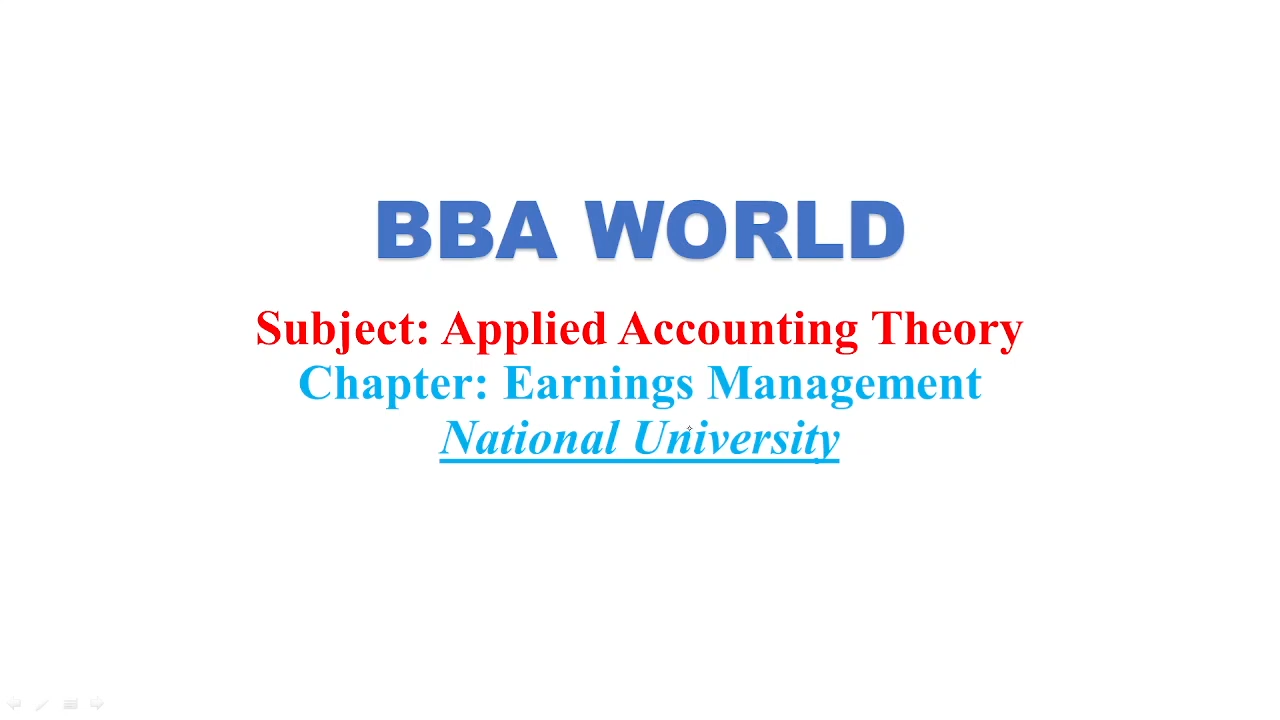 BBA WORLD
Subject: Applied Accounting Theory
Chapter: Earnings Management
National University